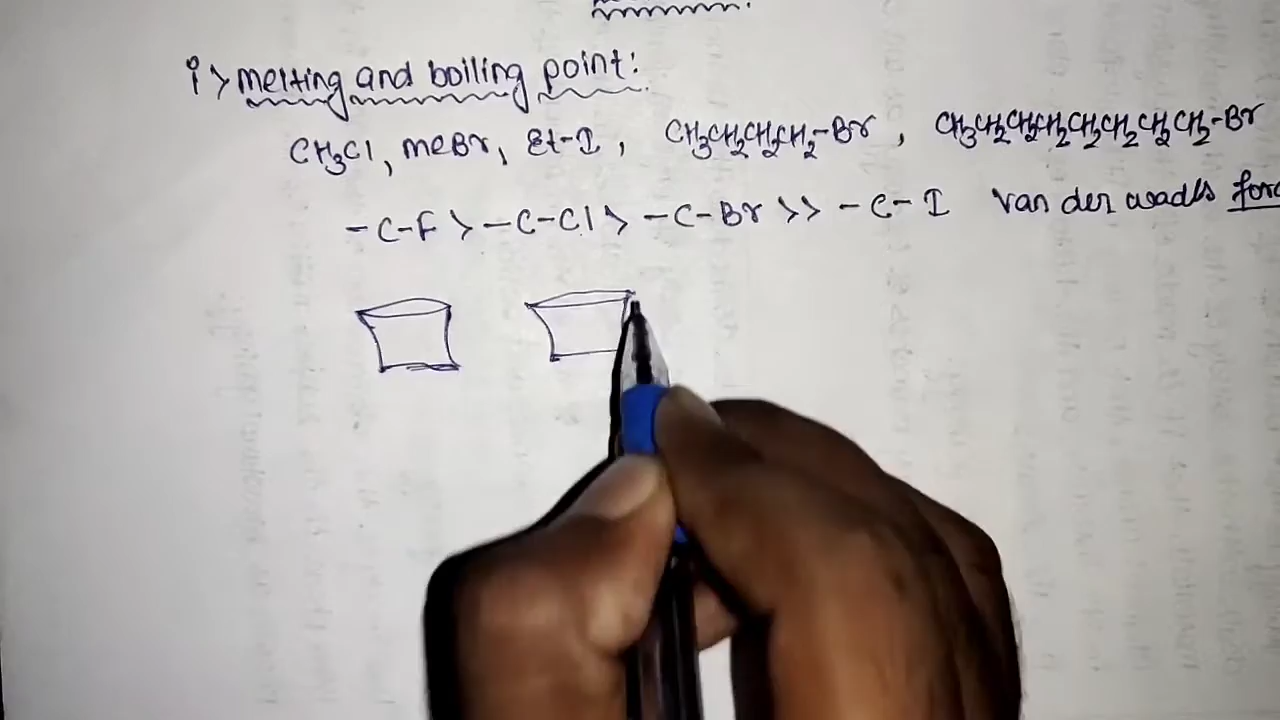 i> melting and boiling point:
CH3Cl, MeBr, Et-I, CH3CH2CH2CH2-Br, CH3CH2CH2CH2CH2CH2CH2CH2-Br
-C-F > -C-Cl > -C-Br >> -C-I Van der waals